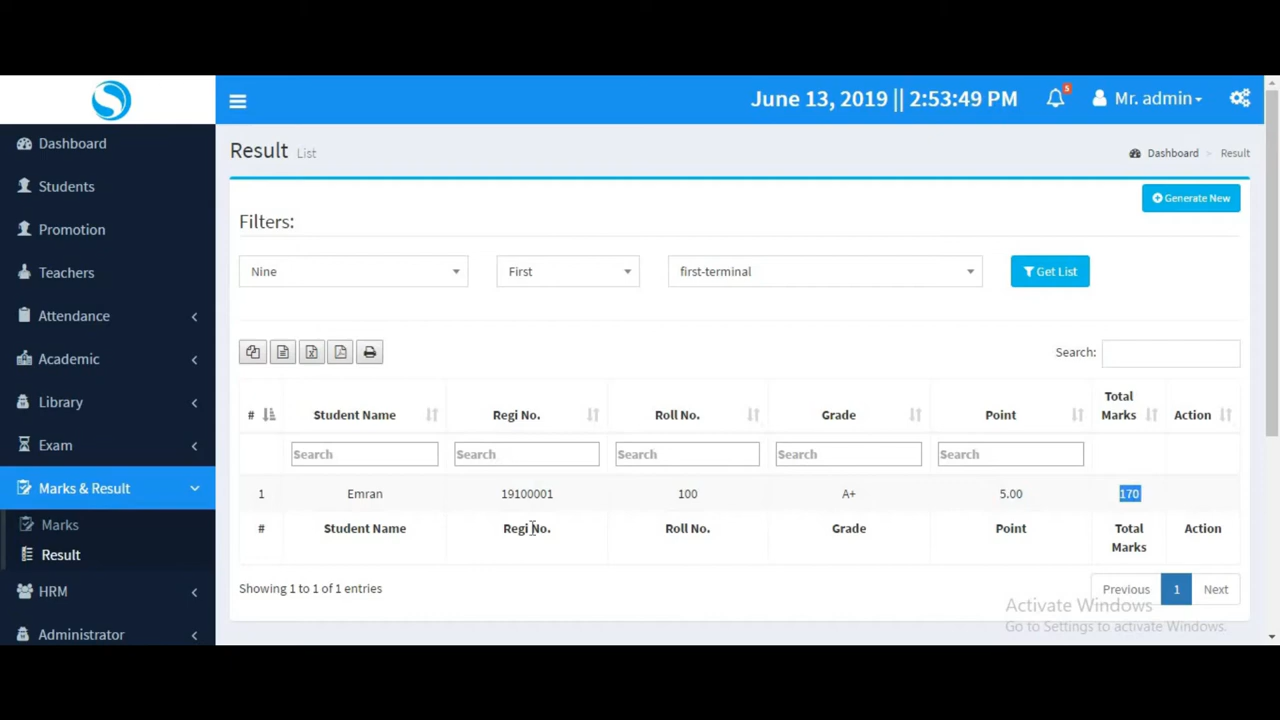 June 13, 2019 || 2:53:49 PM 5 Mr. admin
Dashboard
Students
Promotion
Teachers
Attendance
Academic
Library
Exam
Marks & Result
Marks
Result
HRM
Administrator
Result List
Dashboard > Result
Generate New
Filters:
Nine First first-terminal Get List
Search:
# Student Name Regi No. Roll No. Grade Point Total Marks Action
Search Search Search Search Search
1 Emran 19100001 100 A+ 5.00 170
# Student Name Regi No. Roll No. Grade Point Total Marks Action
Showing 1 to 1 of 1 entries
Previous 1 Next
Activate Windows
Go to Settings to activate Windows.